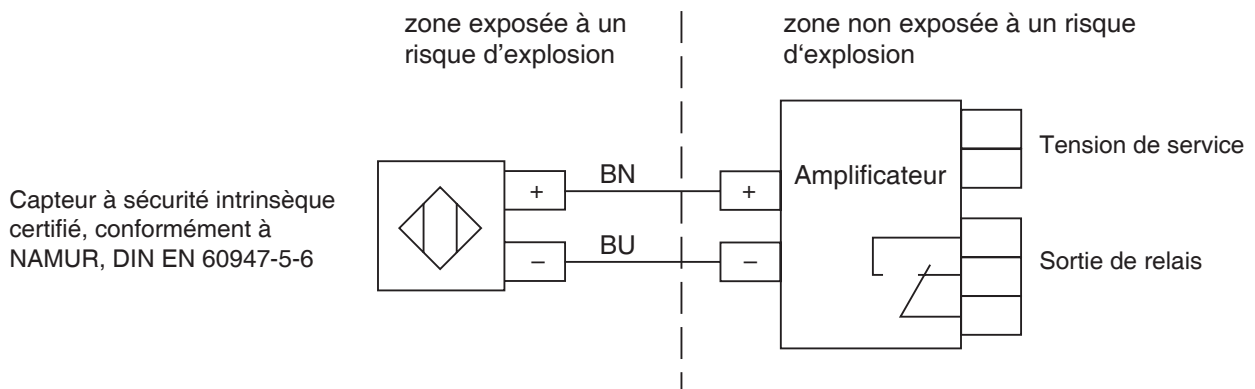 zone exposée à un
risque d’explosion
zone non exposée à un risque
d‘explosion
Capteur à sécurité intrinsèque
certifié, conformément à
NAMUR, DIN EN 60947-5-6
+
–
BN
BU
+
–
Amplificateur
Tension de service
Sortie de relais